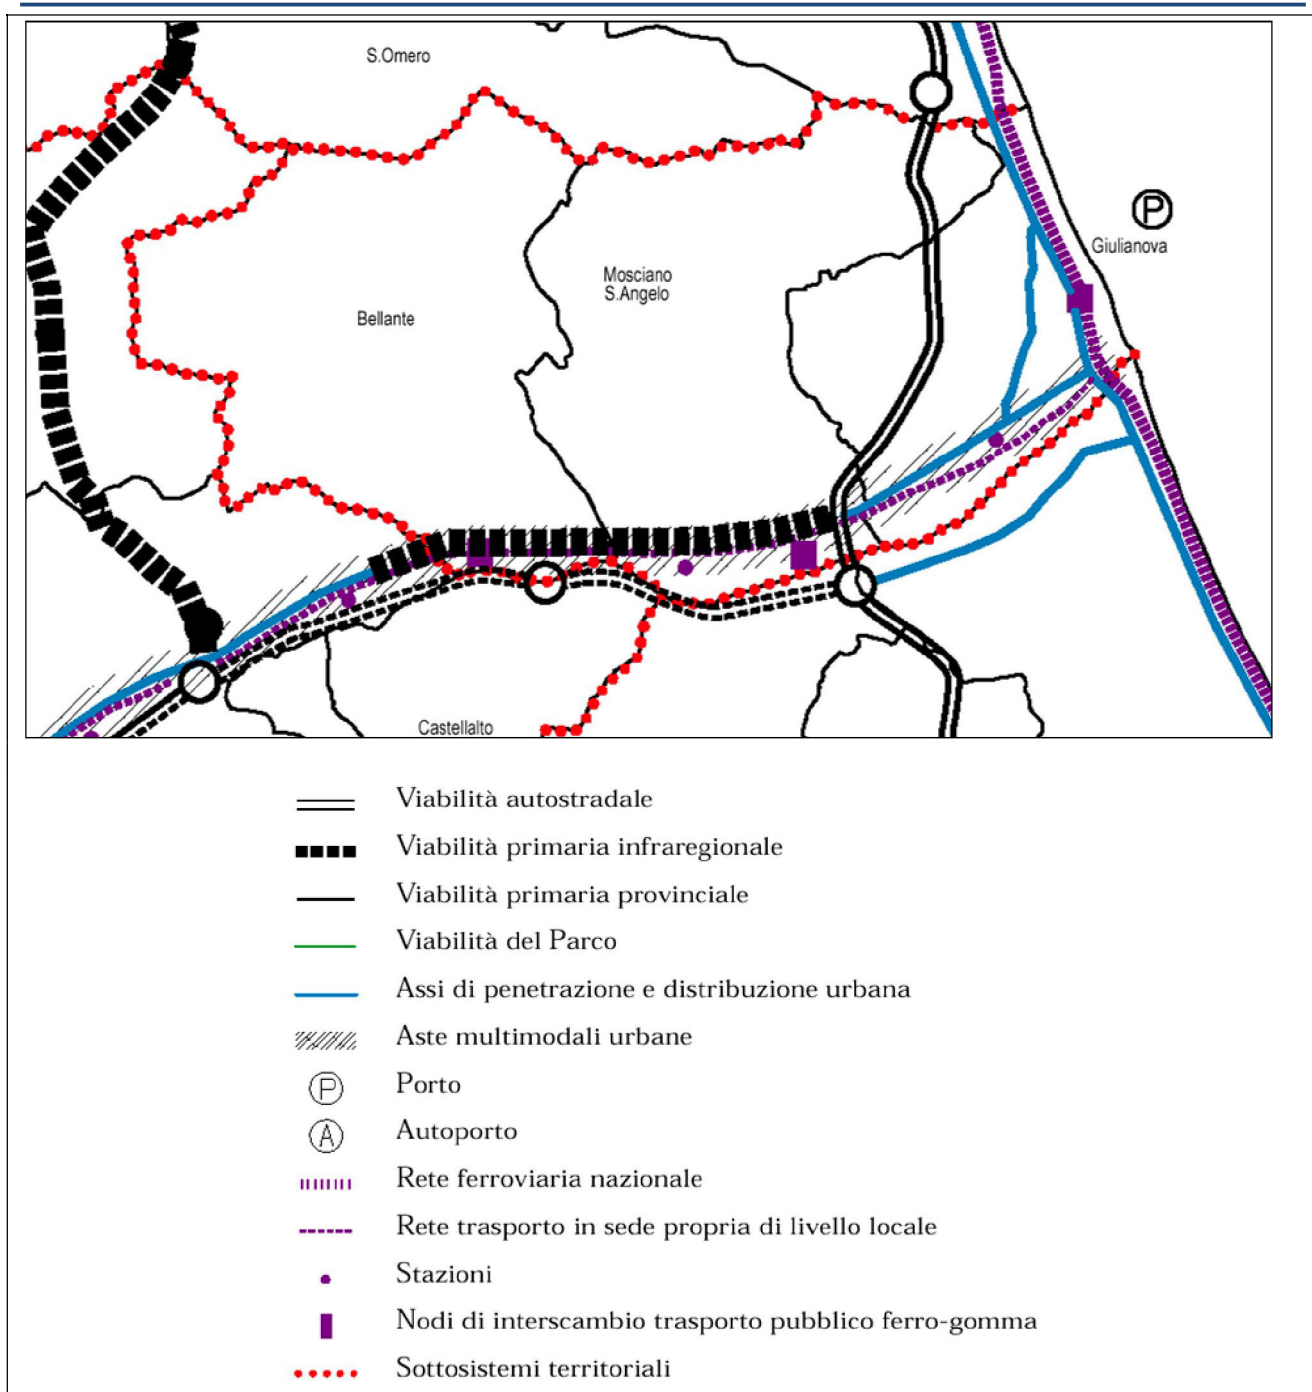 S.Omero
P
Giulianova
Mosciano
S.Angelo
Bellante
Castellalto
Viabilità autostradale
Viabilità primaria infraregionale
Viabilità primaria provinciale
Viabilità del Parco
Assi di penetrazione e distribuzione urbana
Aste multimodali urbane
P Porto
A Autoporto
Rete ferroviaria nazionale
Rete trasporto in sede propria di livello locale
Stazioni
Nodi di interscambio trasporto pubblico ferro-gomma
Sottosistemi territoriali